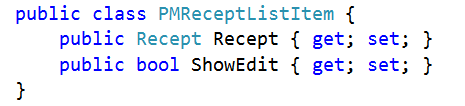 public class PMReceptListItem {
    public Recept Recept { get; set; }
    public bool ShowEdit { get; set; }
}